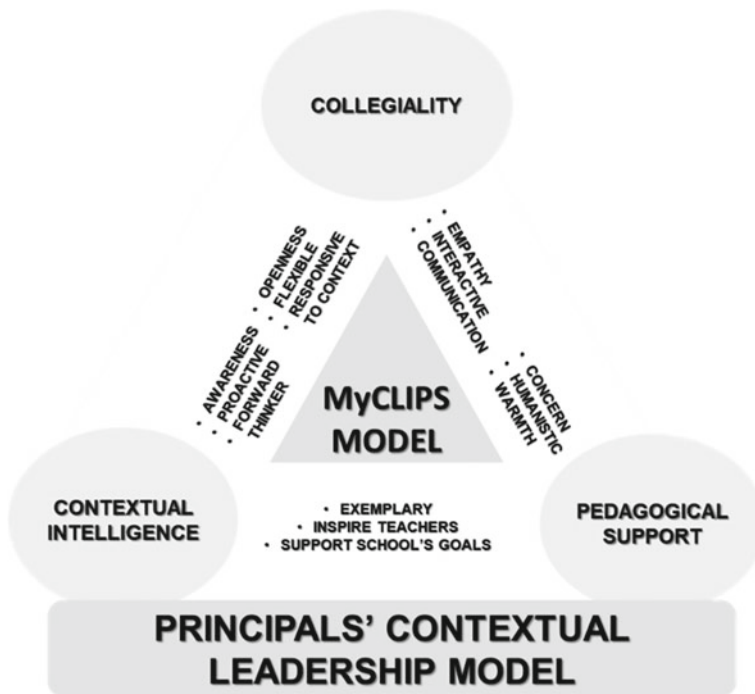 COLLEGIALITY
• OPENNESS
• FLEXIBLE
• RESPONSIVE
TO CONTEXT
• AWARENESS
• PROACTIVE
• FORWARD
THINKER
• EMPATHY
• INTERACTIVE
• COMMUNICATION
• CONCERN
• HUMANISTIC
• WARMTH
MyCLIPS
MODEL
CONTEXTUAL
INTELLIGENCE
• EXEMPLARY
• INSPIRE TEACHERS
• SUPPORT SCHOOL’S GOALS
PEDAGOGICAL
SUPPORT
PRINCIPALS’ CONTEXTUAL
LEADERSHIP MODEL